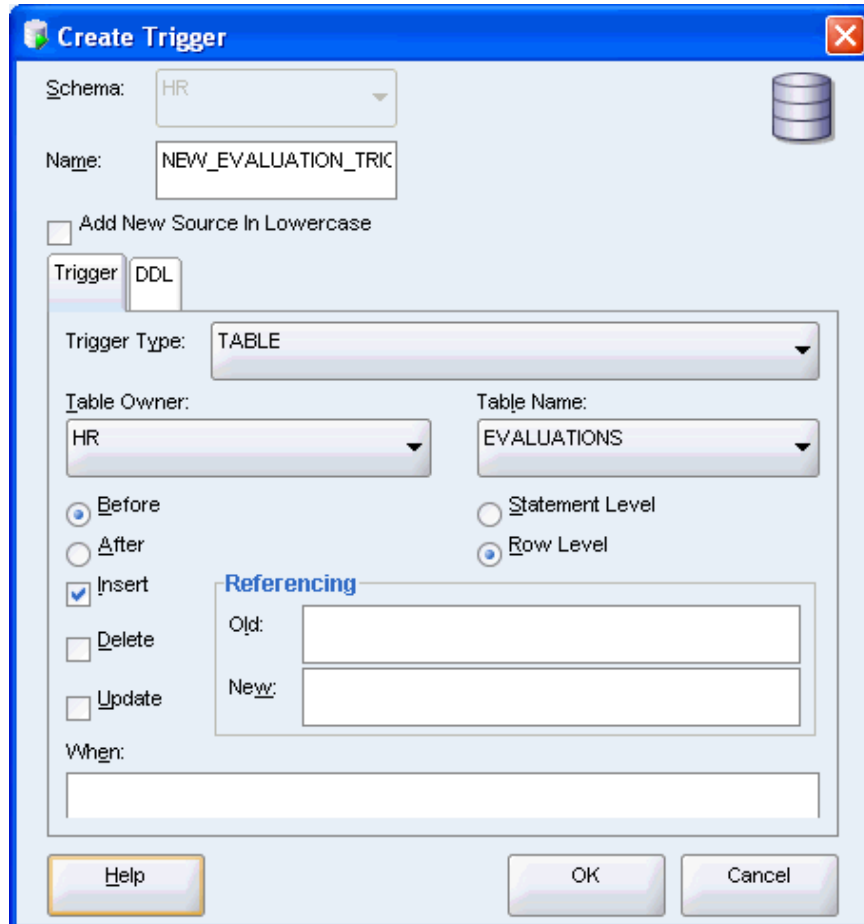 Create Trigger
Schema: HR
Name: NEW_EVALUATION_TRIG
Add New Source In Lowercase
Trigger DDL
Trigger Type: TABLE
Table Owner: Table Name:
HR EVALUATIONS
Before Statement Level
After Row Level
Insert Referencing
Old:
Delete
New:
Update
When:
Help OK Cancel